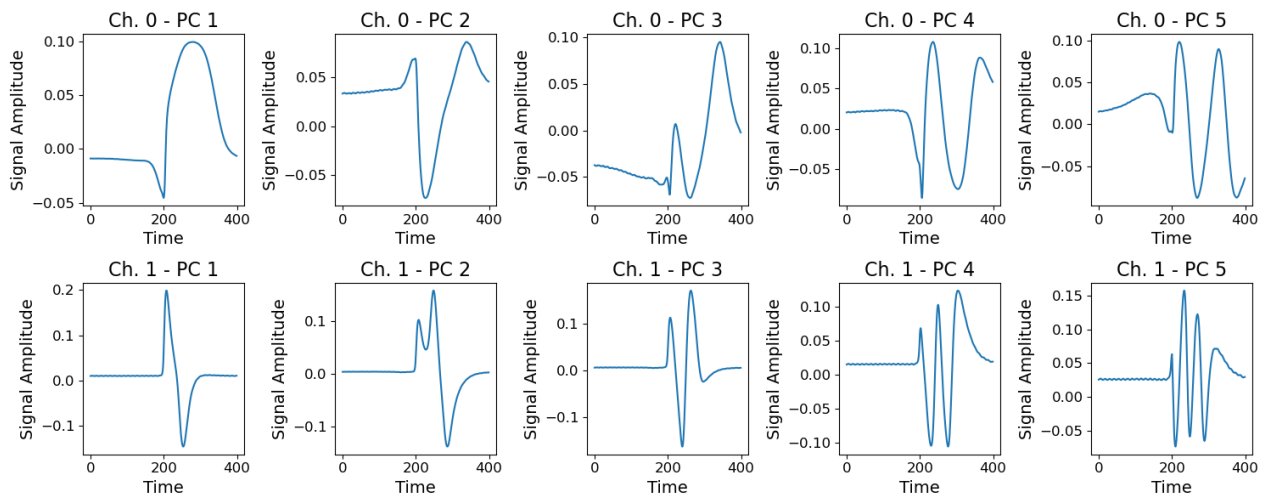 Ch. 0 - PC 1
Ch. 0 - PC 2
Ch. 0 - PC 3
Ch. 0 - PC 4
Ch. 0 - PC 5
Signal Amplitude
0.10
0.05
0.00
−0.05
0
200
400
Time
Signal Amplitude
0.05
0.00
−0.05
0
200
400
Time
Signal Amplitude
0.10
0.05
0.00
−0.05
0
200
400
Time
Signal Amplitude
0.10
0.05
0.00
−0.05
0
200
400
Time
Signal Amplitude
0.10
0.05
0.00
−0.05
0
200
400
Time
Ch. 1 - PC 1
Ch. 1 - PC 2
Ch. 1 - PC 3
Ch. 1 - PC 4
Ch. 1 - PC 5
Signal Amplitude
0.2
0.1
0.0
−0.1
0
200
400
Time
Signal Amplitude
0.1
0.0
−0.1
0
200
400
Time
Signal Amplitude
0.1
0.0
−0.1
0
200
400
Time
Signal Amplitude
0.10
0.05
0.00
−0.05
−0.10
0
200
400
Time
Signal Amplitude
0.15
0.10
0.05
0.00
−0.05
0
200
400
Time